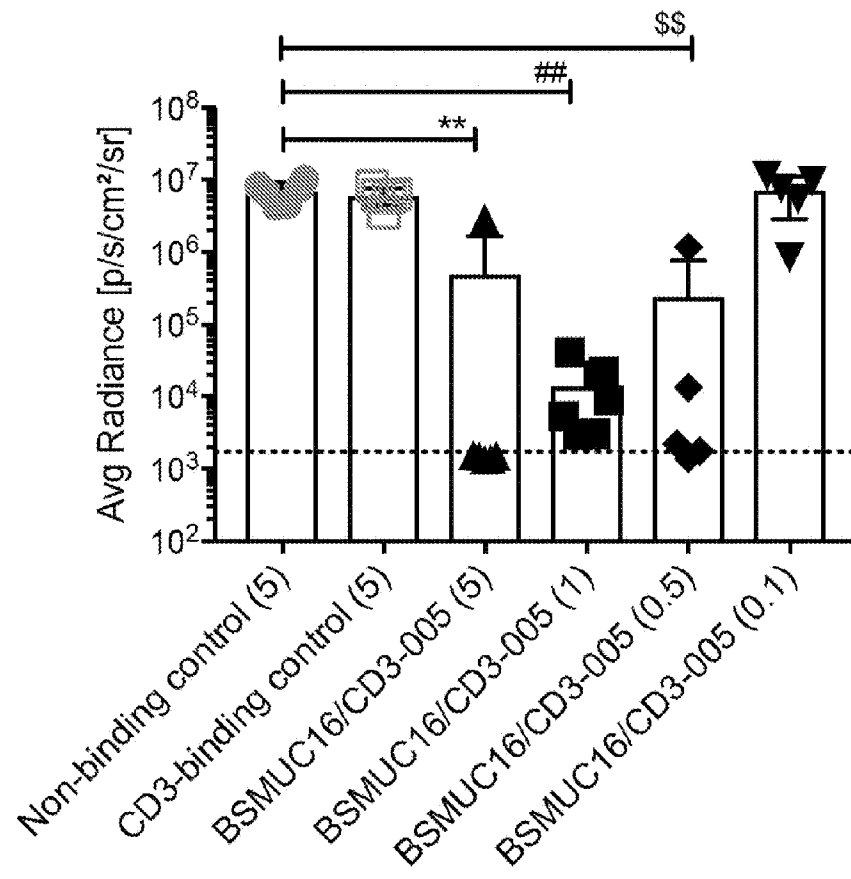 $$
##
**
Avg Radiance [p/s/cm²/sr]
10⁸
10⁷
10⁶
10⁵
10⁴
10³
10²
Non-binding control (5)
CD3-binding control (5)
BSMUC16/CD3-005 (5)
BSMUC16/CD3-005 (1)
BSMUC16/CD3-005 (0.5)
BSMUC16/CD3-005 (0.1)